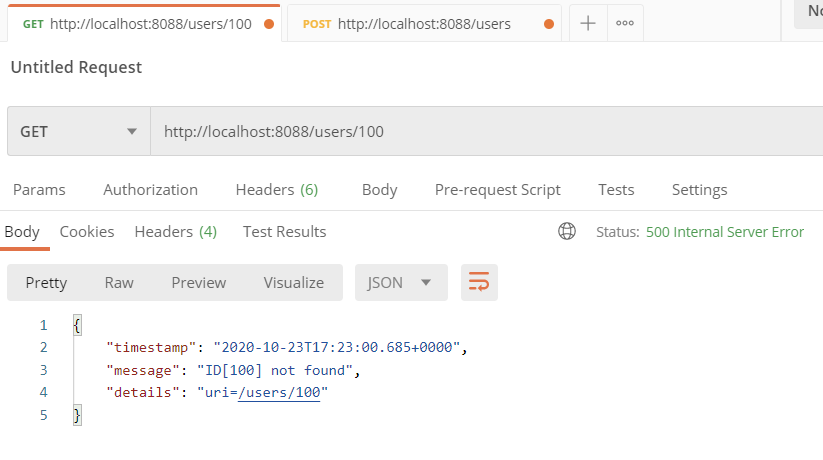 GET http://localhost:8088/users/100 POST http://localhost:8088/users
Untitled Request
GET http://localhost:8088/users/100
Params Authorization Headers (6) Body Pre-request Script Tests Settings
Body Cookies Headers (4) Test Results Status: 500 Internal Server Error
Pretty Raw Preview Visualize JSON
1 {
2 "timestamp": "2020-10-23T17:23:00.685+0000",
3 "message": "ID[100] not found",
4 "details": "uri=/users/100"
5 }